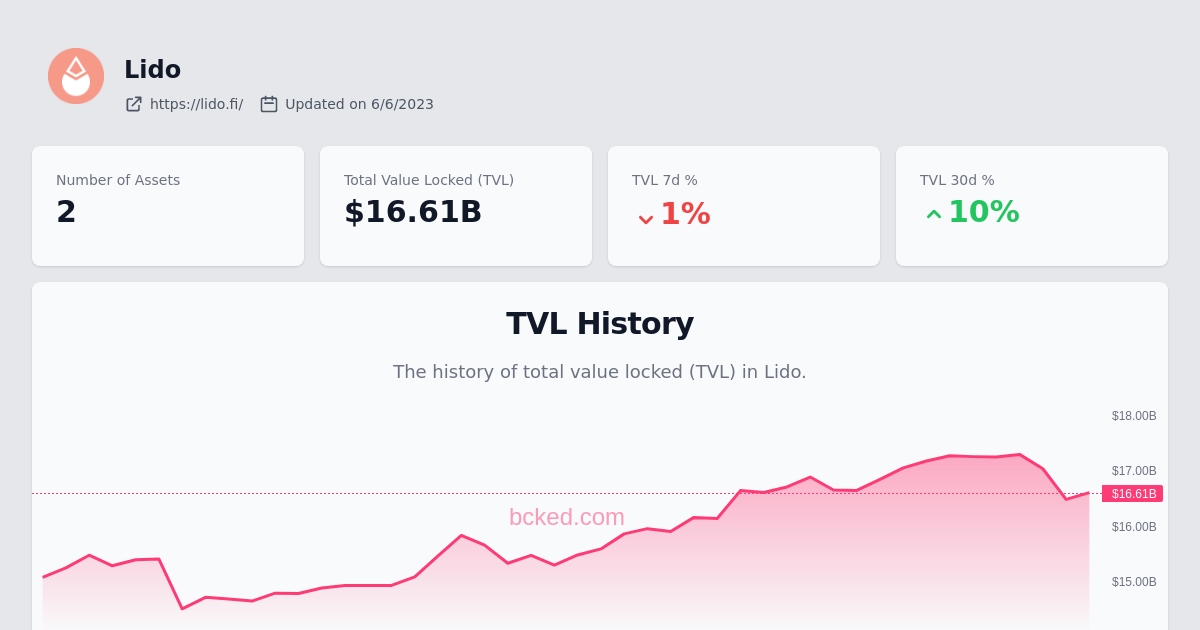 Lido
https://lido.fi/ Updated on 6/6/2023
Number of Assets
2
Total Value Locked (TVL)
$16.61B
TVL 7d %
1%
TVL 30d %
10%
TVL History
The history of total value locked (TVL) in Lido.
$18.00B
$17.00B
$16.61B
bcked.com
$16.00B
$15.00B